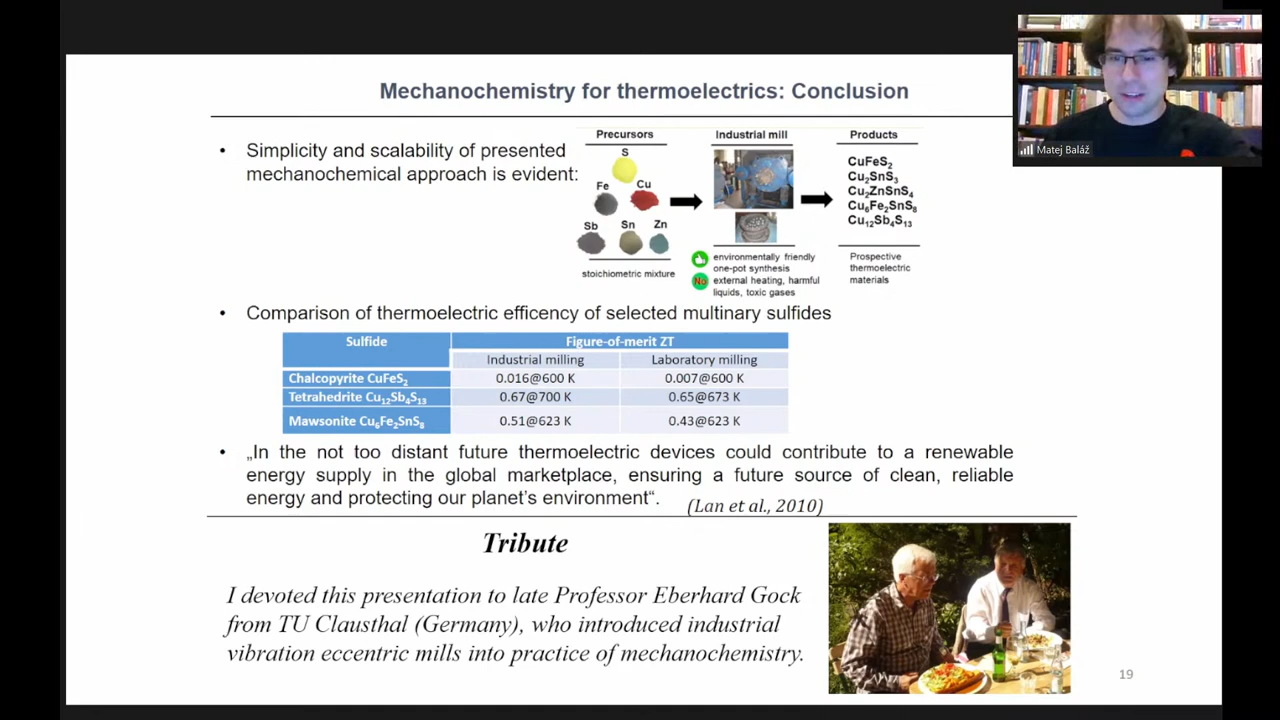 Mechanochemistry for thermoelectrics: Conclusion
Matej Baláž
• Simplicity and scalability of presented
mechanochemical approach is evident:
Precursors
S
Fe
Cu
Sb
Sn
Zn
stoichiometric mixture
Industrial mill
environmentally friendly
one-pot synthesis
No
external heating, harmful
liquids, toxic gases
Products
CuFeS₂
Cu₂SnS₃
Cu₂ZnSnS₄
Cu₆Fe₂SnS₈
Cu₁₂Sb₄S₁₃
Prospective
thermoelectric
materials
• Comparison of thermoelectric efficency of selected multinary sulfides
Sulfide Figure-of-merit ZT
Industrial milling Laboratory milling
Chalcopyrite CuFeS₂ 0.016@600 K 0.007@600 K
Tetrahedrite Cu₁₂Sb₄S₁₃ 0.67@700 K 0.65@673 K
Mawsonite Cu₆Fe₂SnS₈ 0.51@623 K 0.43@623 K
• „In the not too distant future thermoelectric devices could contribute to a renewable
energy supply in the global marketplace, ensuring a future source of clean, reliable
energy and protecting our planet's environment“.
(Lan et al., 2010)
Tribute
I devoted this presentation to late Professor Eberhard Gock
from TU Clausthal (Germany), who introduced industrial
vibration eccentric mills into practice of mechanochemistry.
19